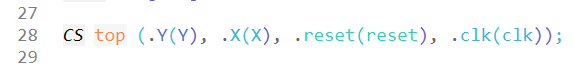 27
28 CS top (.Y(Y), .X(X), .reset(reset), .clk(clk));
29